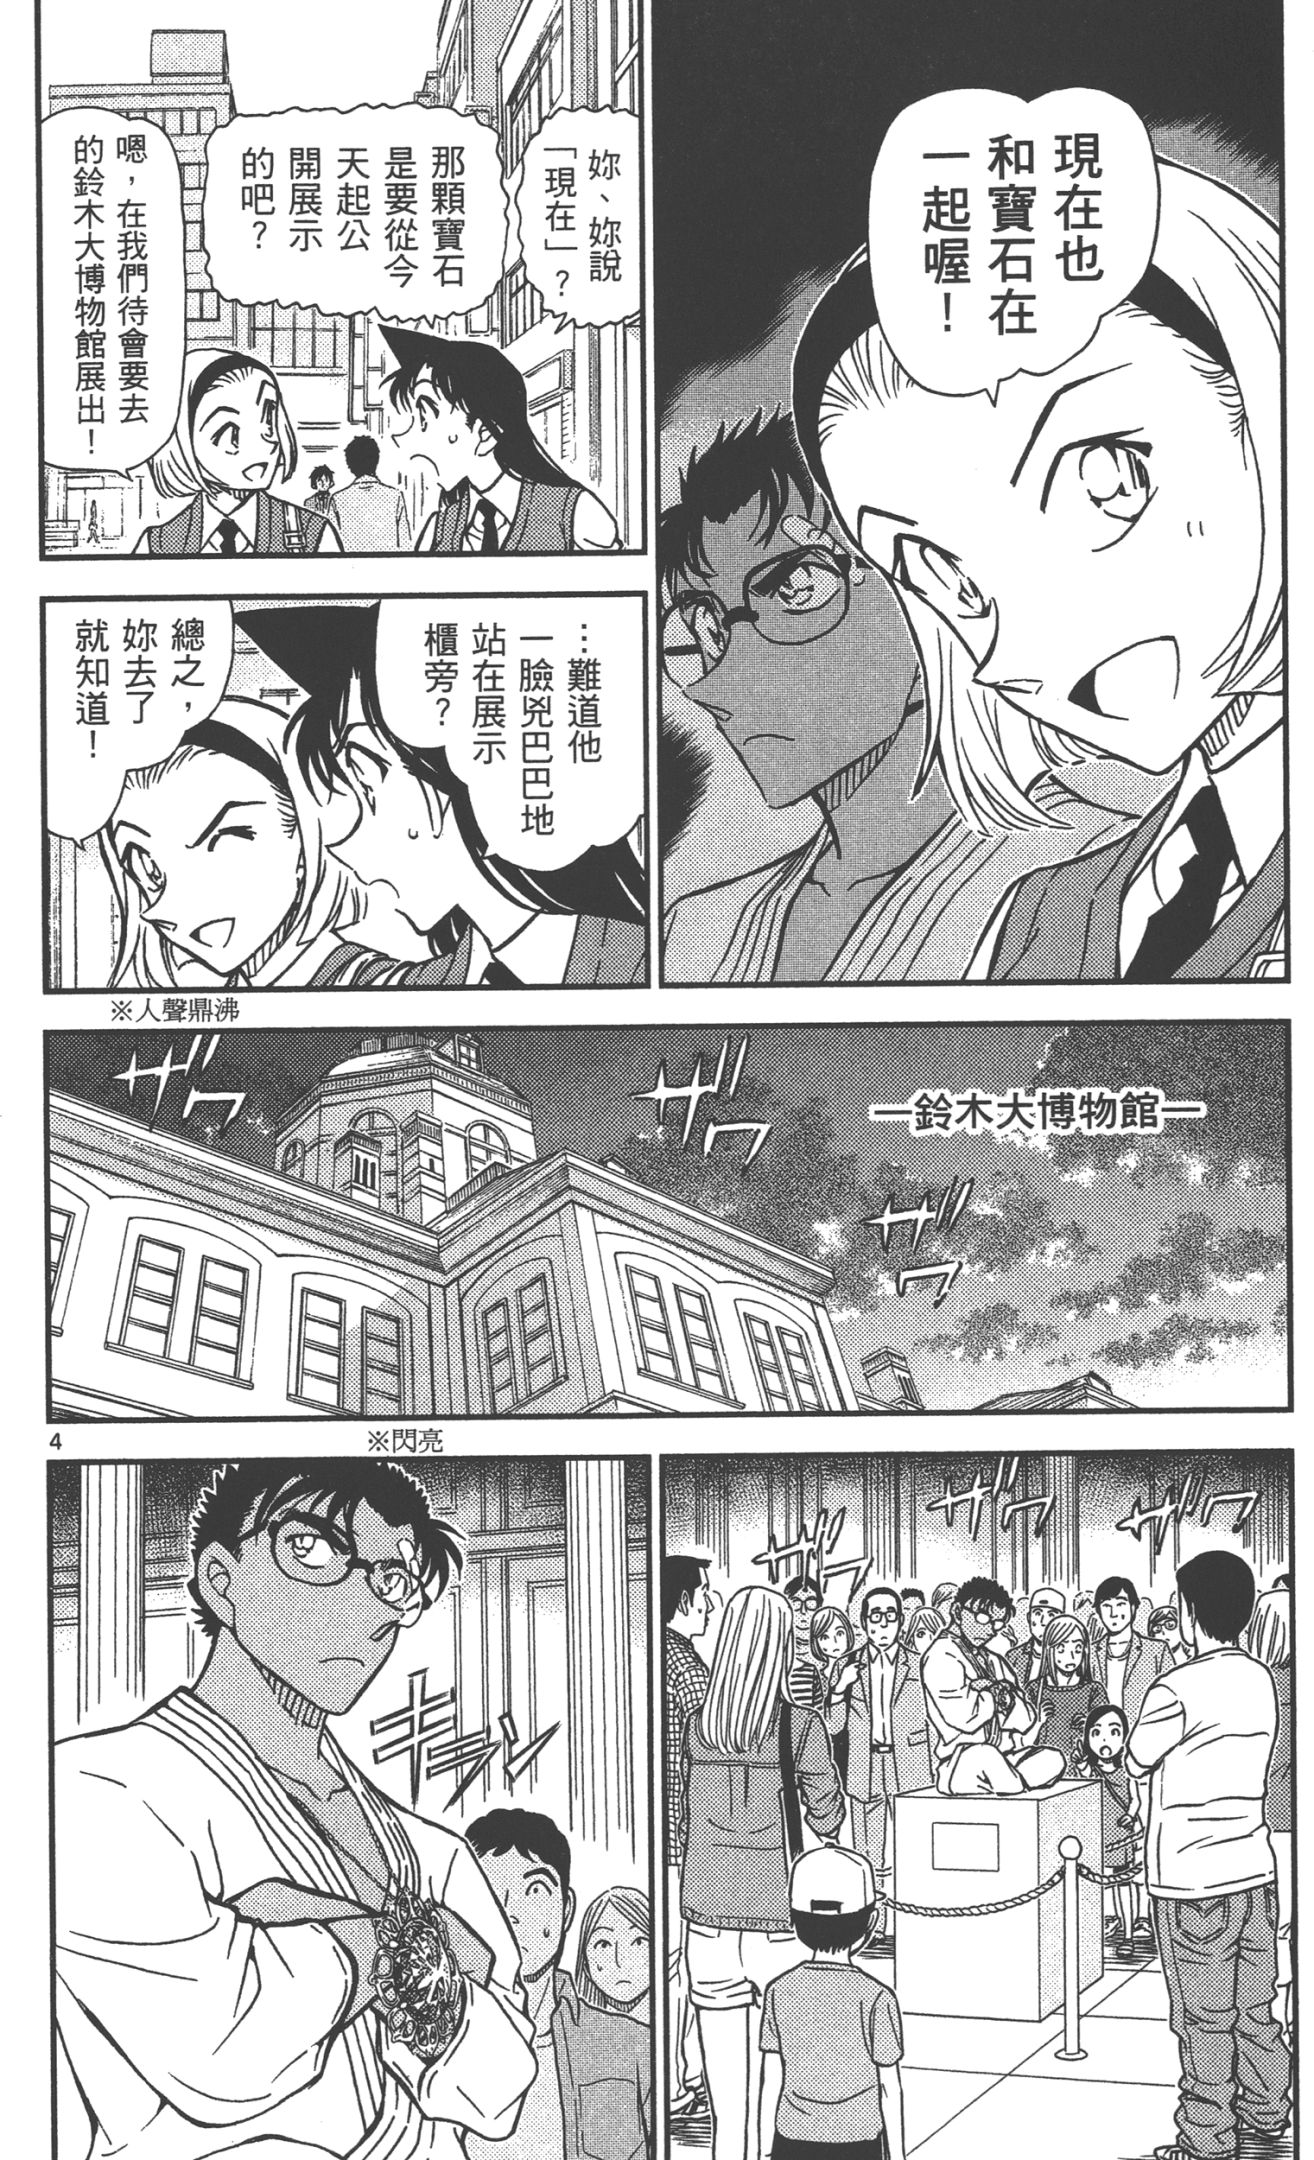 現在也
和寶石在
一起喔！
妳、妳說
「現在」？
那顆寶石
是要從今
天起公
開展示
的吧？
嗯，在我們待會要去
的鈴木大博物館展出！
…難道他
一臉兇巴巴地
站在展示
櫃旁？
總之，
妳去了
就知道！
※人聲鼎沸
—鈴木大博物館—
ザワ
ザワ
ザワ
4
※閃亮
ザワ
ザワ
ザワ
キラン